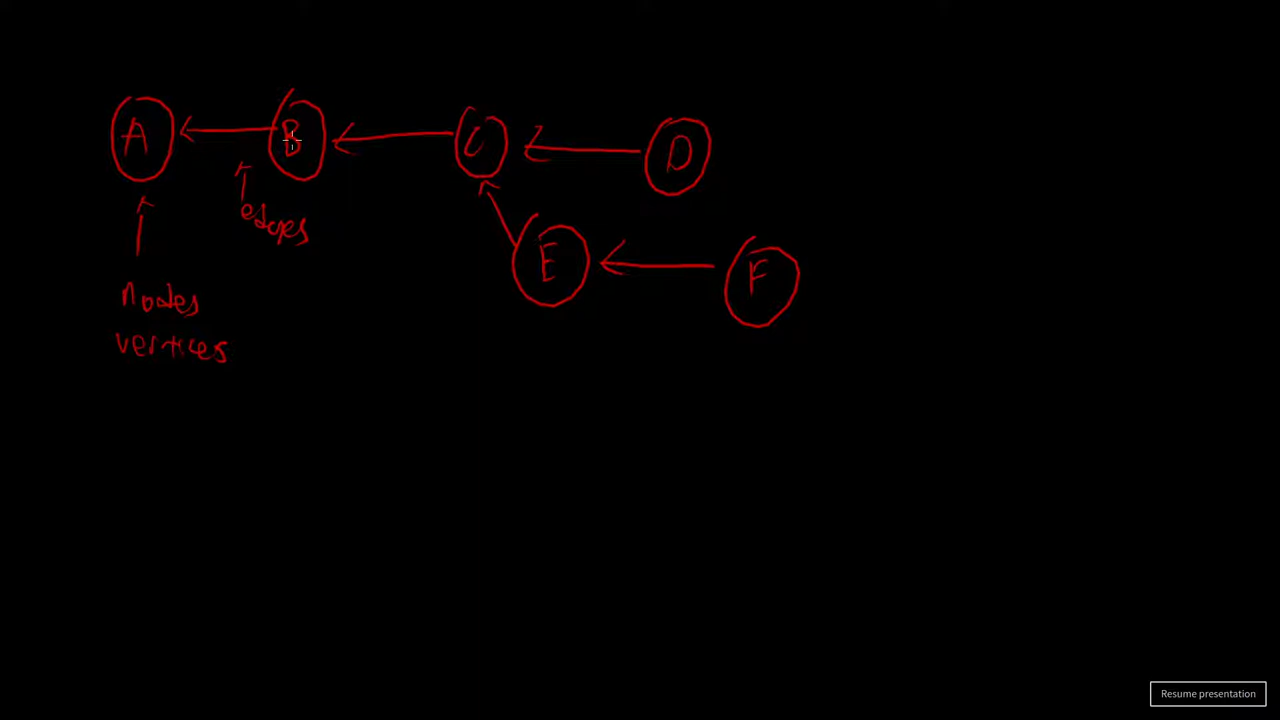 A
B
C
D
E
F
edges
nodes
vertices
Resume presentation